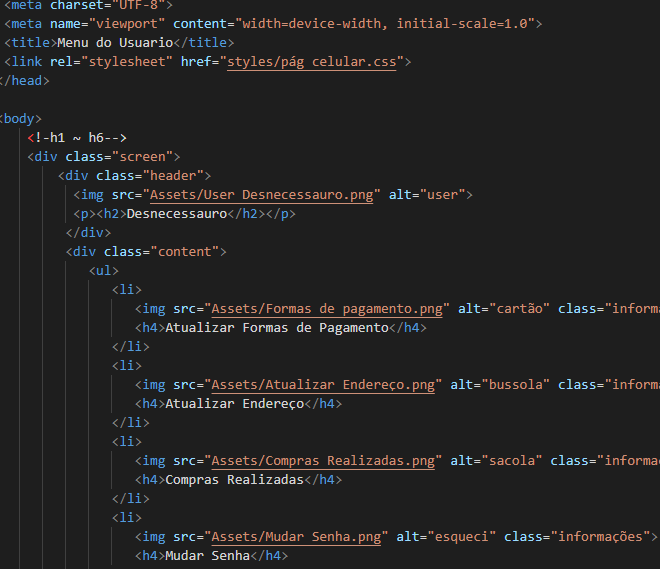 <meta charset="UTF-8">
<meta name="viewport" content="width=device-width, initial-scale=1.0">
<title>Menu do Usuario</title>
<link rel="stylesheet" href="styles/pág celular.css">
</head>
<body>
<!-h1 ~ h6-->
<div class="screen">
<div class="header">
<img src="Assets/User Desnecessauro.png" alt="user">
<p><h2>Desnecessauro</h2></p>
</div>
<div class="content">
<ul>
<li>
<img src="Assets/Formas de pagamento.png" alt="cartão" class="informa
<h4>Atualizar Formas de Pagamento</h4>
</li>
<li>
<img src="Assets/Atualizar Endereço.png" alt="bussola" class="informa
<h4>Atualizar Endereço</h4>
</li>
<li>
<img src="Assets/Compras Realizadas.png" alt="sacola" class="informaç
<h4>Compras Realizadas</h4>
</li>
<li>
<img src="Assets/Mudar Senha.png" alt="esqueci" class="informações">
<h4>Mudar Senha</h4>